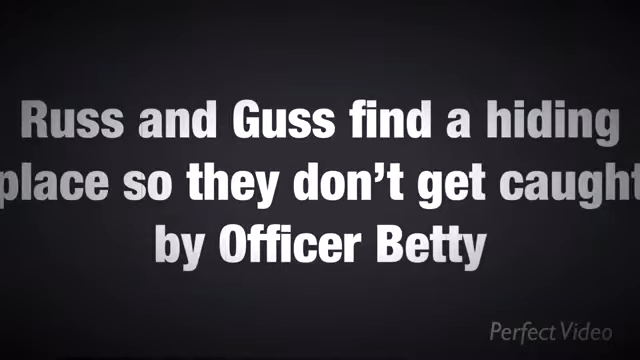 Russ and Guss find a hiding
place so they don't get caught
by Officer Betty
Perfect Video